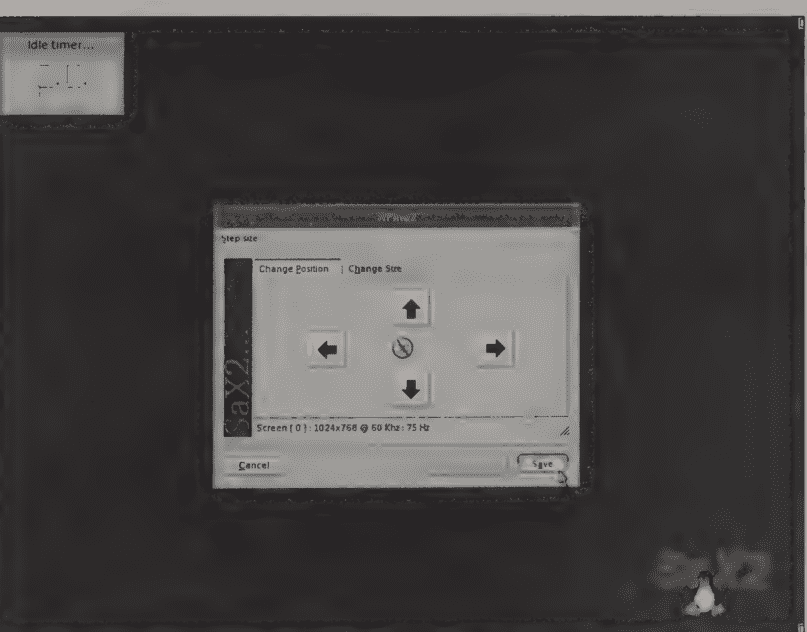 Idle timer...
Step size
Change Position | Change Size
SaX2...
Screen [ 0 ] : 1024x768 @ 60 Khz : 75 Hz
Cancel
Save